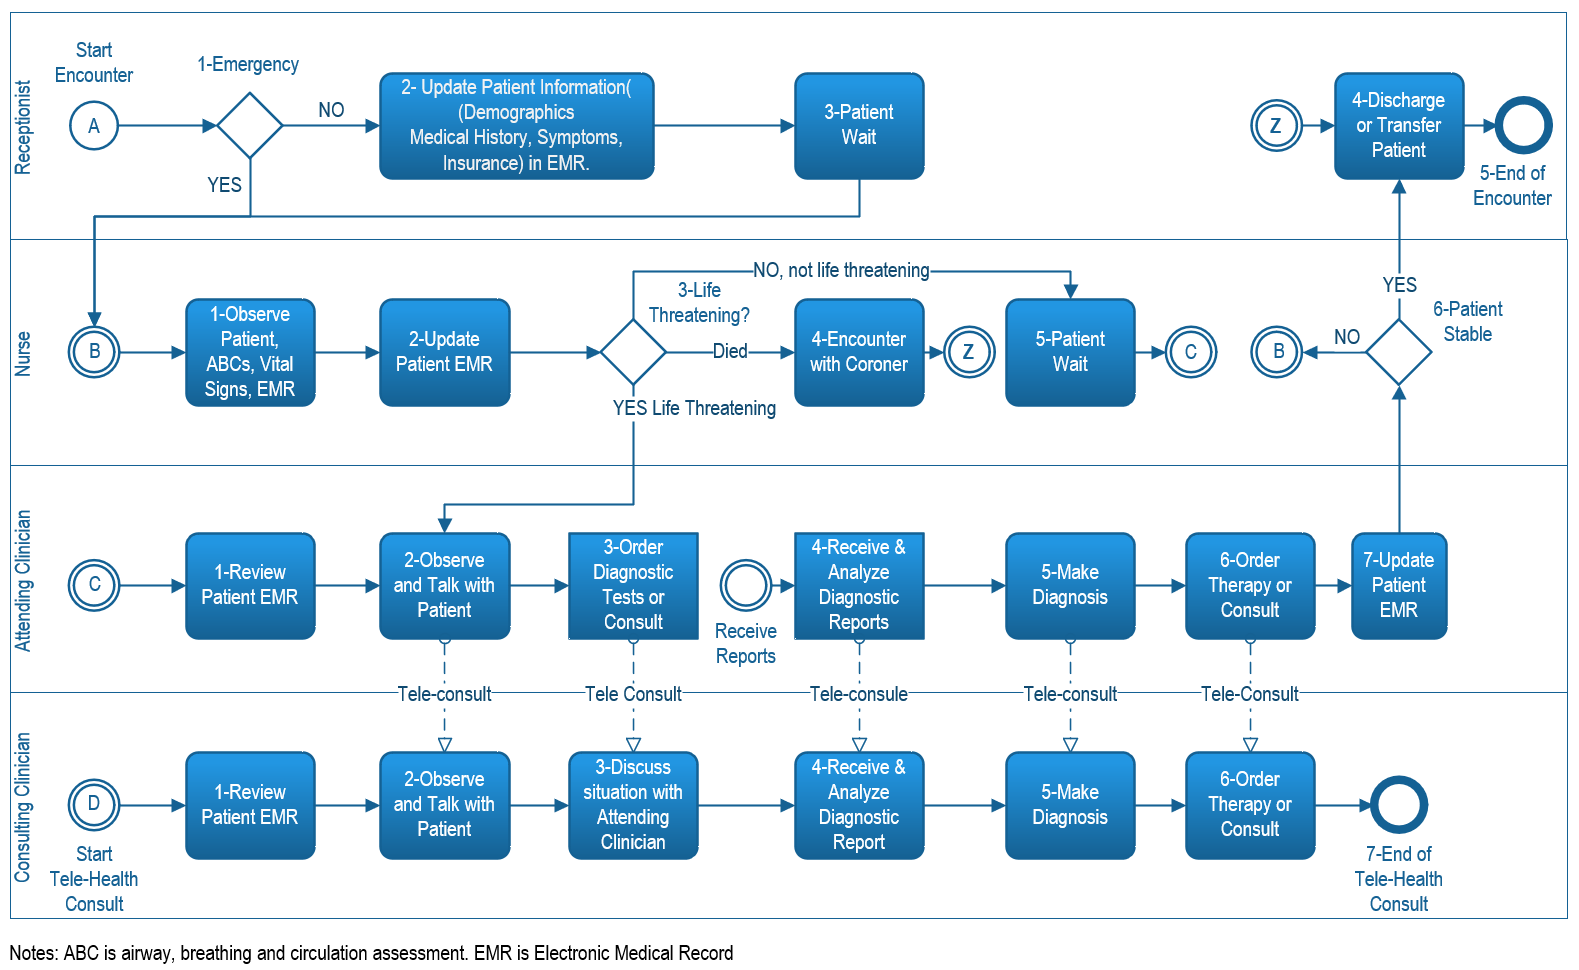 Receptionist
Start
Encounter
A
1-Emergency
NO
YES
2- Update Patient Information(
(Demographics
Medical History, Symptoms,
Insurance) in EMR.
3-Patient
Wait
Z
4-Discharge
or Transfer
Patient
5-End of
Encounter
Nurse
B
1-Observe
Patient,
ABCs, Vital
Signs, EMR
2-Update
Patient EMR
3-Life
Threatening?
NO, not life threatening
Died
YES Life Threatening
4-Encounter
with Coroner
Z
5-Patient
Wait
C
B
NO
YES
6-Patient
Stable
Attending Clinician
C
1-Review
Patient EMR
2-Observe
and Talk with
Patient
3-Order
Diagnostic
Tests or
Consult
Receive
Reports
4-Receive &
Analyze
Diagnostic
Reports
5-Make
Diagnosis
6-Order
Therapy or
Consult
7-Update
Patient
EMR
Tele-consult
Tele Consult
Tele-consule
Tele-consult
Tele-Consult
Consulting Clinician
D
Start
Tele-Health
Consult
1-Review
Patient EMR
2-Observe
and Talk with
Patient
3-Discuss
situation with
Attending
Clinician
4-Receive &
Analyze
Diagnostic
Report
5-Make
Diagnosis
6-Order
Therapy or
Consult
7-End of
Tele-Health
Consult
Notes: ABC is airway, breathing and circulation assessment. EMR is Electronic Medical Record